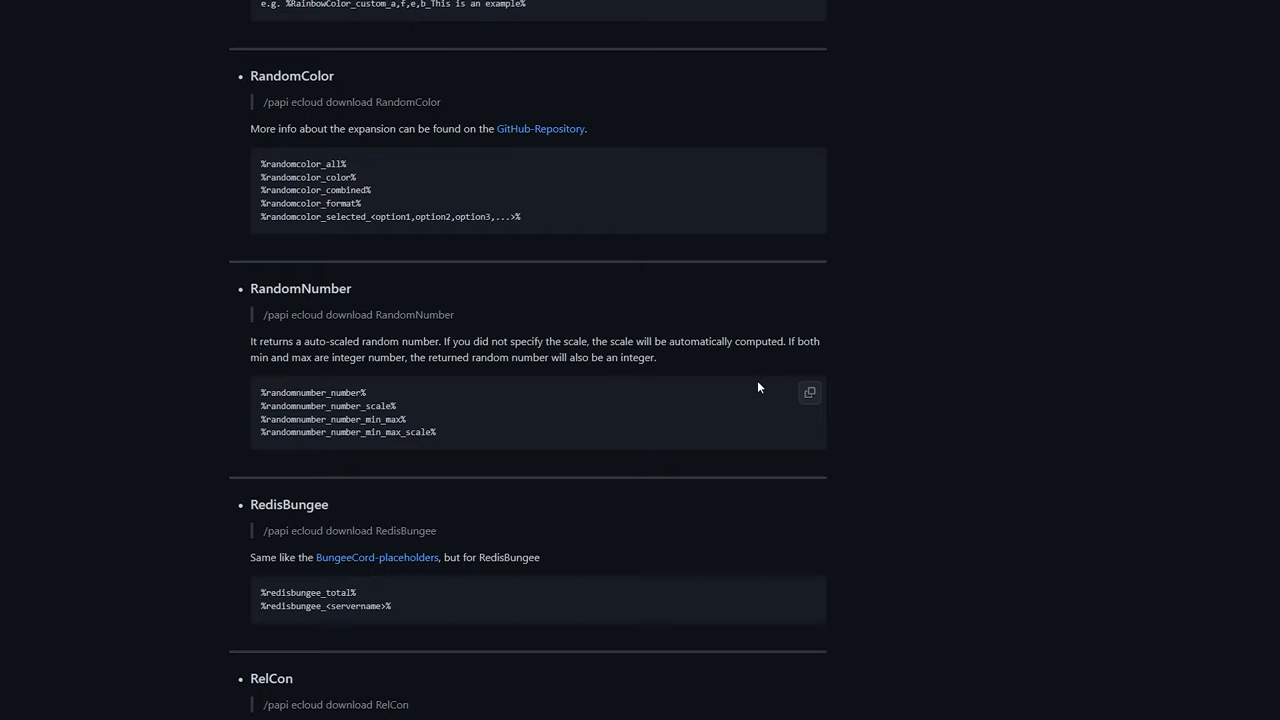 e.g. %RainbowColor_custom_a,f,e,b_This is an example%
RandomColor
/papi ecloud download RandomColor
More info about the expansion can be found on the GitHub-Repository.
%randomcolor_all%
%randomcolor_color%
%randomcolor_combined%
%randomcolor_format%
%randomcolor_selected_<option1,option2,option3,...>%
RandomNumber
/papi ecloud download RandomNumber
It returns a auto-scaled random number. If you did not specify the scale, the scale will be automatically computed. If both
min and max are integer number, the returned random number will also be an integer.
%randomnumber_number%
%randomnumber_number_scale%
%randomnumber_number_min_max%
%randomnumber_number_min_max_scale%
RedisBungee
/papi ecloud download RedisBungee
Same like the BungeeCord-placeholders, but for RedisBungee
%redisbungee_total%
%redisbungee_<servername>%
RelCon
/papi ecloud download RelCon